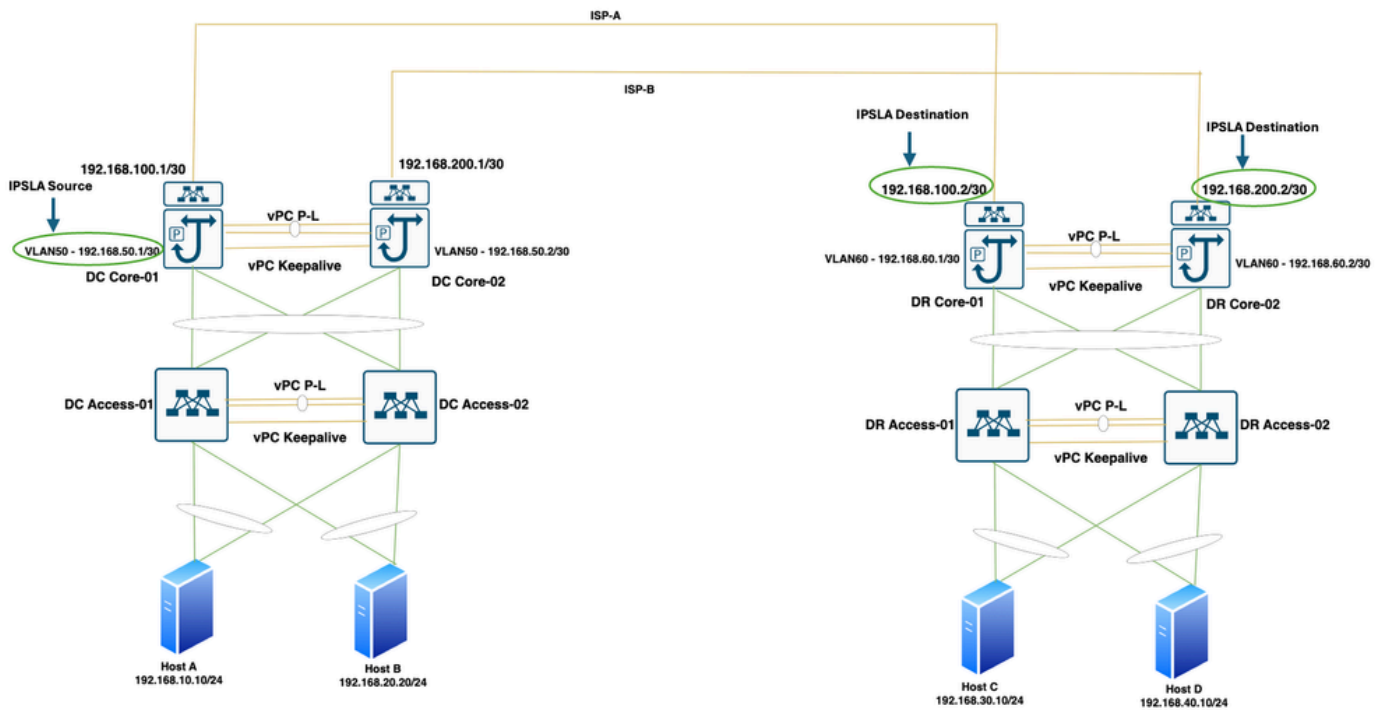 ISP-A
ISP-B
IPSLA Destination
IPSLA Destination
192.168.100.1/30
192.168.200.1/30
IPSLA Source
192.168.100.2/30
192.168.200.2/30
vPC P-L
P
P
VLAN50 - 192.168.50.1/30
VLAN50 - 192.168.50.2/30
vPC Keepalive
DC Core-01
DC Core-02
vPC P-L
P
P
VLAN60 - 192.168.60.1/30
VLAN60 - 192.168.60.2/30
vPC Keepalive
DR Core-01
DR Core-02
vPC P-L
DC Access-01
DC Access-02
vPC Keepalive
vPC P-L
DR Access-01
DR Access-02
vPC Keepalive
Host A
192.168.10.10/24
Host B
192.168.20.20/24
Host C
192.168.30.10/24
Host D
192.168.40.10/24